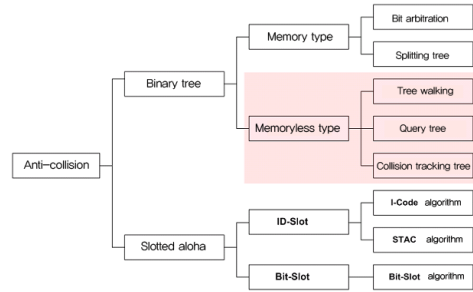 Bit arbitration
Memory type
Splitting tree
Binary tree
Tree walking
Memoryless type
Query tree
Collision tracking tree
Anti-collision
I-Code algorithm
ID-Slot
STAC algorithm
Slotted aloha
Bit-Slot
Bit-Slot algorithm